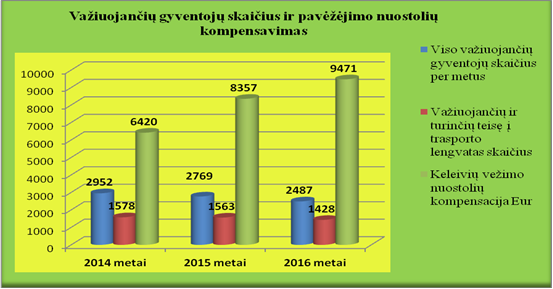 Važiuojančių gyventojų skaičius ir pavėžėjimo nuostolių
kompensavimas
10000
9000
8000
7000
6000
5000
4000
3000
2000
1000
0
2952
1578
6420
2769
1563
8357
2487
1428
9471
2014 metai
2015 metai
2016 metai
Viso važiuojančių
gyventojų skaičius
per metus
Važiuojančių ir
turinčių teisę į
trasporto
lengvatas skaičius
Keleivių vežimo
nuostolių
kompensacija Eur